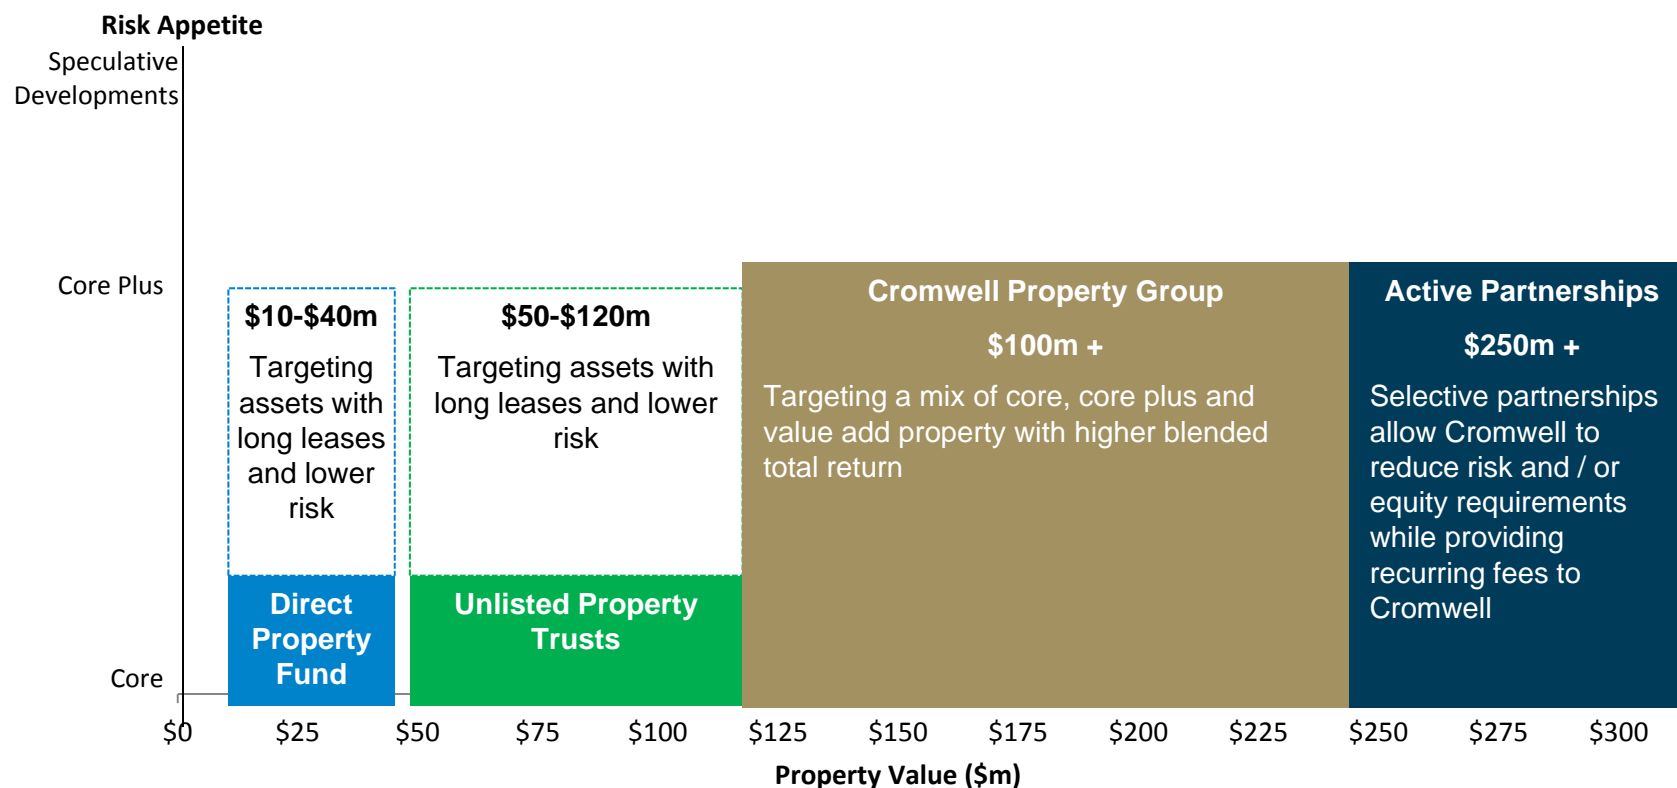 Risk Appetite
Speculative
Developments
Core Plus
Core
$10-$40m
Targeting
assets with
long leases
and lower
risk
Direct
Property
Fund
$50-$120m
Targeting assets with
long leases and lower
risk
Unlisted Property
Trusts
Cromwell Property Group
$100m +
Targeting a mix of core, core plus and
value add property with higher blended
total return
Active Partnerships
$250m +
Selective partnerships
allow Cromwell to
reduce risk and / or
equity requirements
while providing
recurring fees to
Cromwell
$0 $25 $50 $75 $100 $125 $150 $175 $200 $225 $250 $275 $300
Property Value ($m)